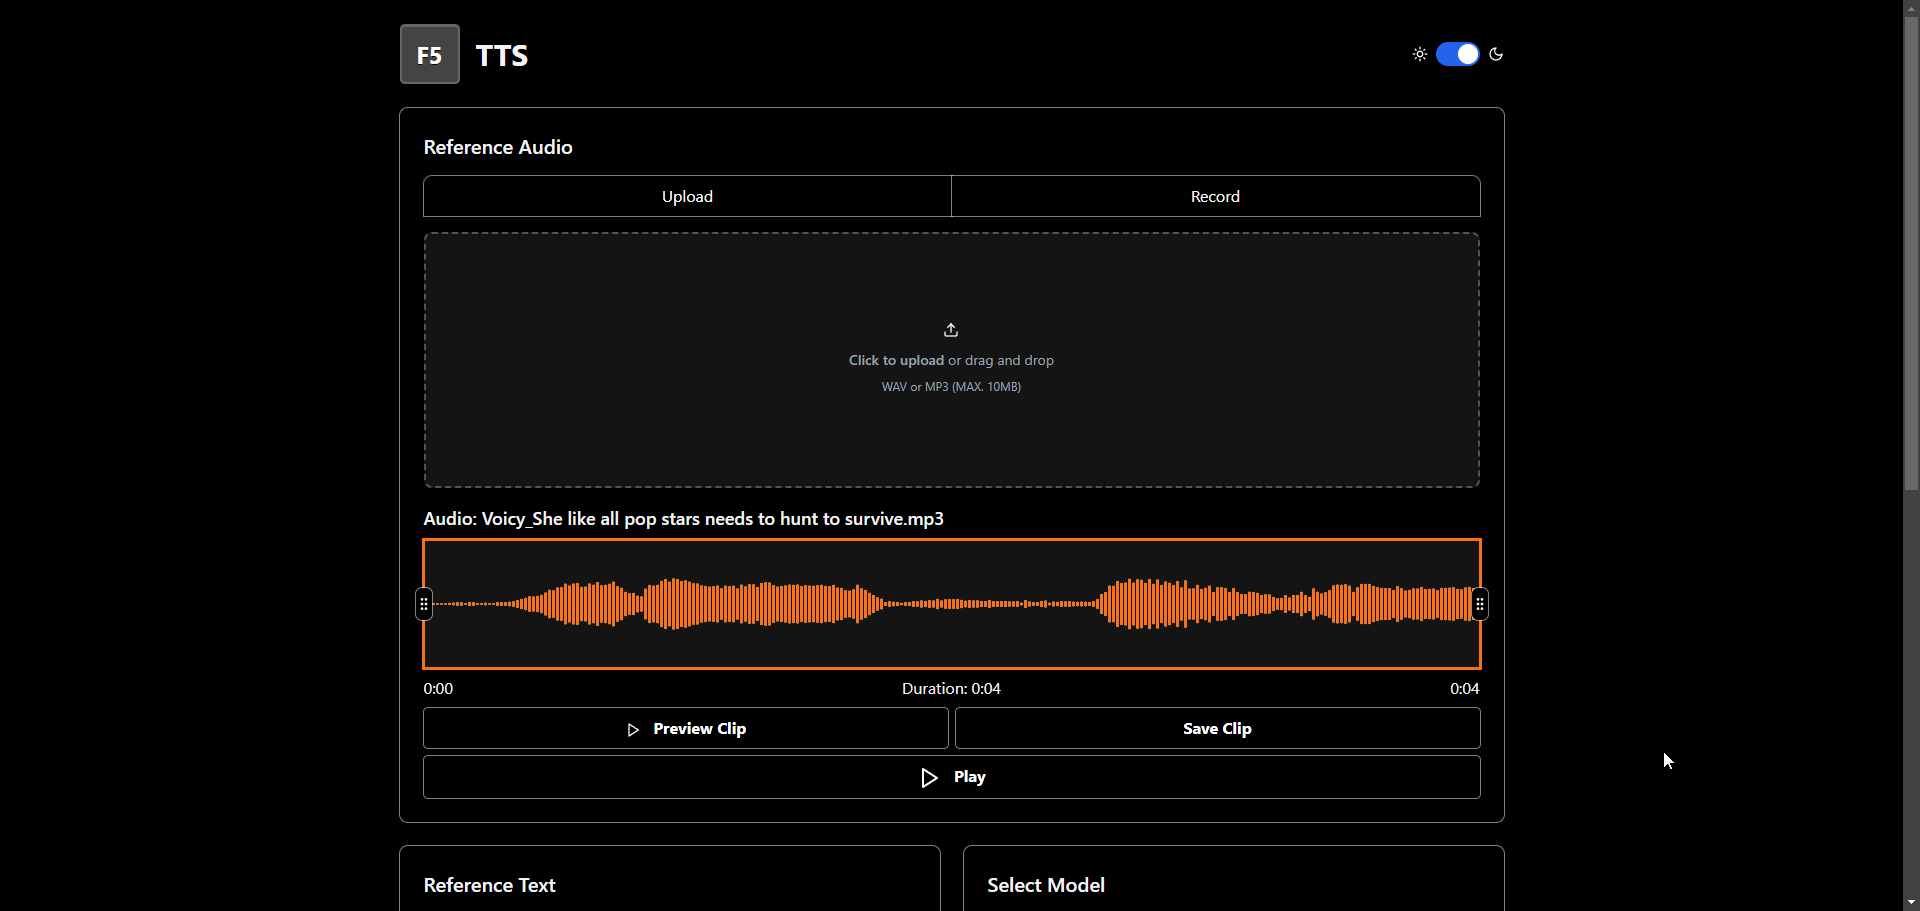 F5 TTS
Reference Audio
Upload Record
Click to upload or drag and drop
WAV or MP3 (MAX. 10MB)
Audio: Voicy_She like all pop stars needs to hunt to survive.mp3
0:00 Duration: 0:04 0:04
Preview Clip Save Clip
Play
Reference Text Select Model